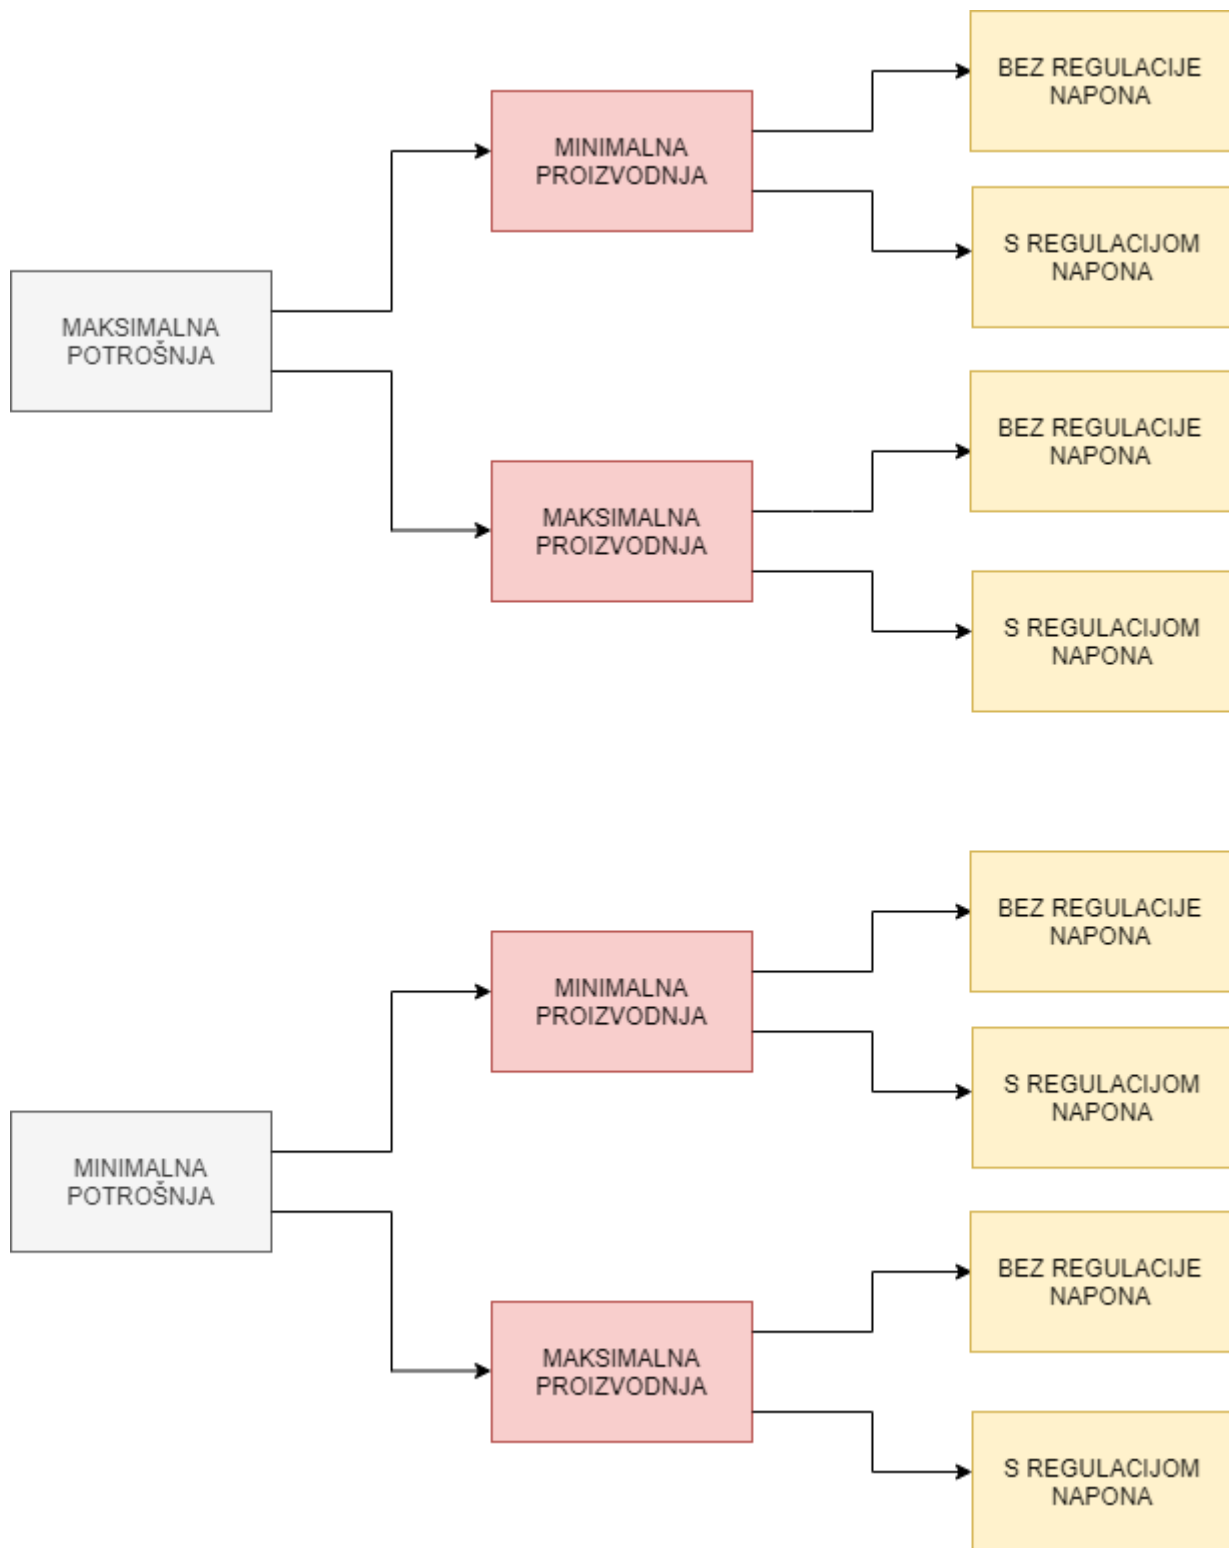 BEZ REGULACIJE
NAPONA
MINIMALNA
PROIZVODNJA
S REGULACIJOM
NAPONA
MAKSIMALNA
POTROŠNJA
BEZ REGULACIJE
NAPONA
MAKSIMALNA
PROIZVODNJA
S REGULACIJOM
NAPONA
BEZ REGULACIJE
NAPONA
MINIMALNA
PROIZVODNJA
S REGULACIJOM
NAPONA
MINIMALNA
POTROŠNJA
BEZ REGULACIJE
NAPONA
MAKSIMALNA
PROIZVODNJA
S REGULACIJOM
NAPONA